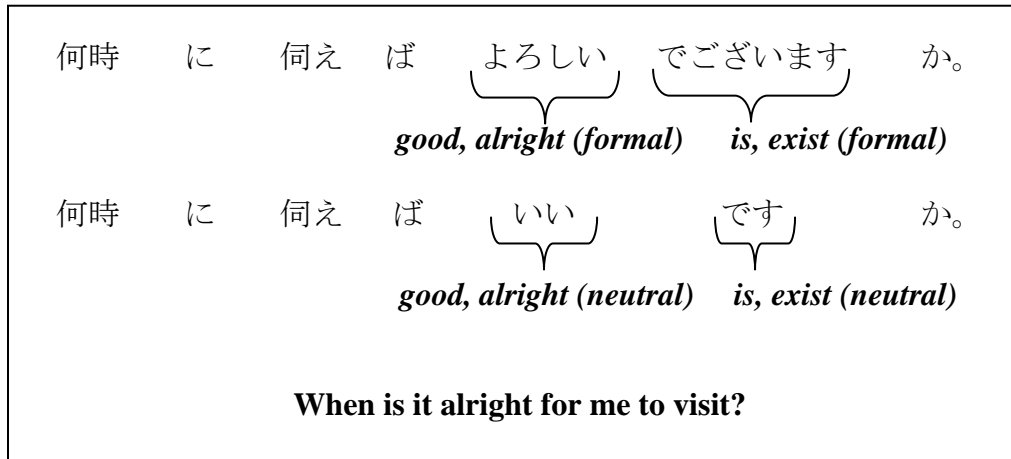 何時 に 伺え ば よろしい でございます か。
good, alright (formal) is, exist (formal)
何時 に 伺え ば いい です か。
good, alright (neutral) is, exist (neutral)
When is it alright for me to visit?